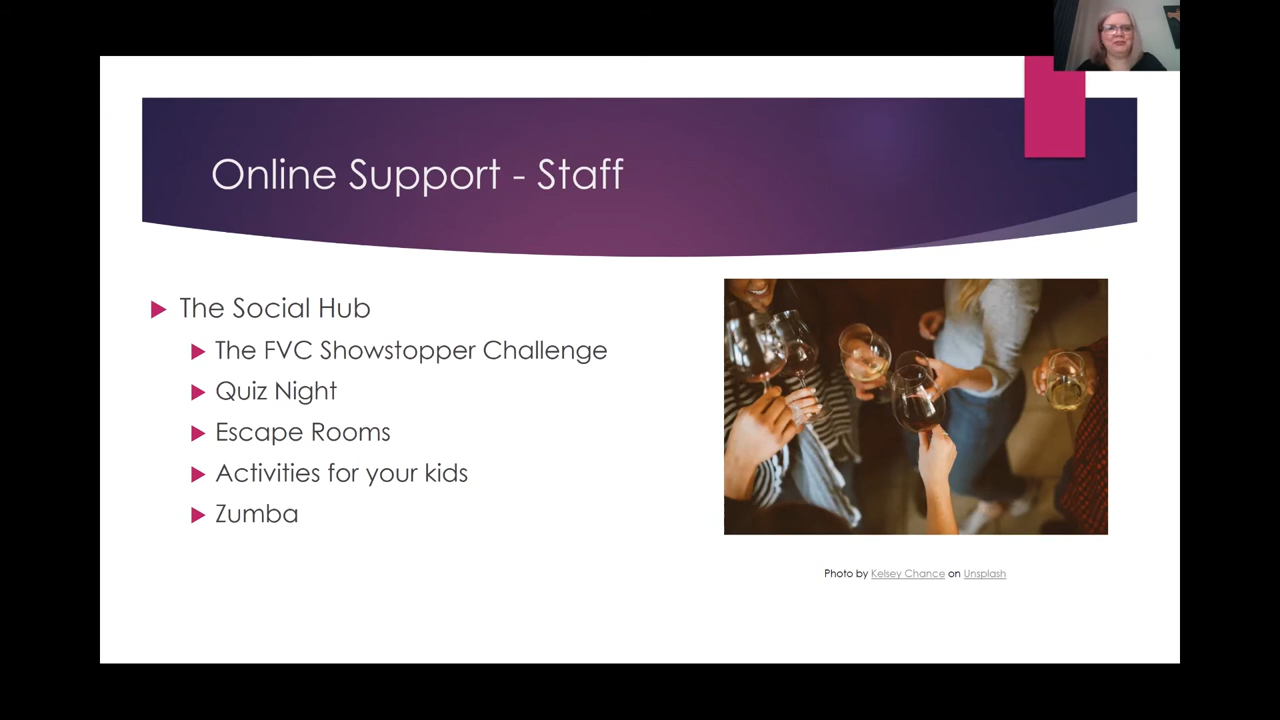 Online Support - Staff
The Social Hub
The FVC Showstopper Challenge
Quiz Night
Escape Rooms
Activities for your kids
Zumba
Photo by Kelsey Chance on Unsplash